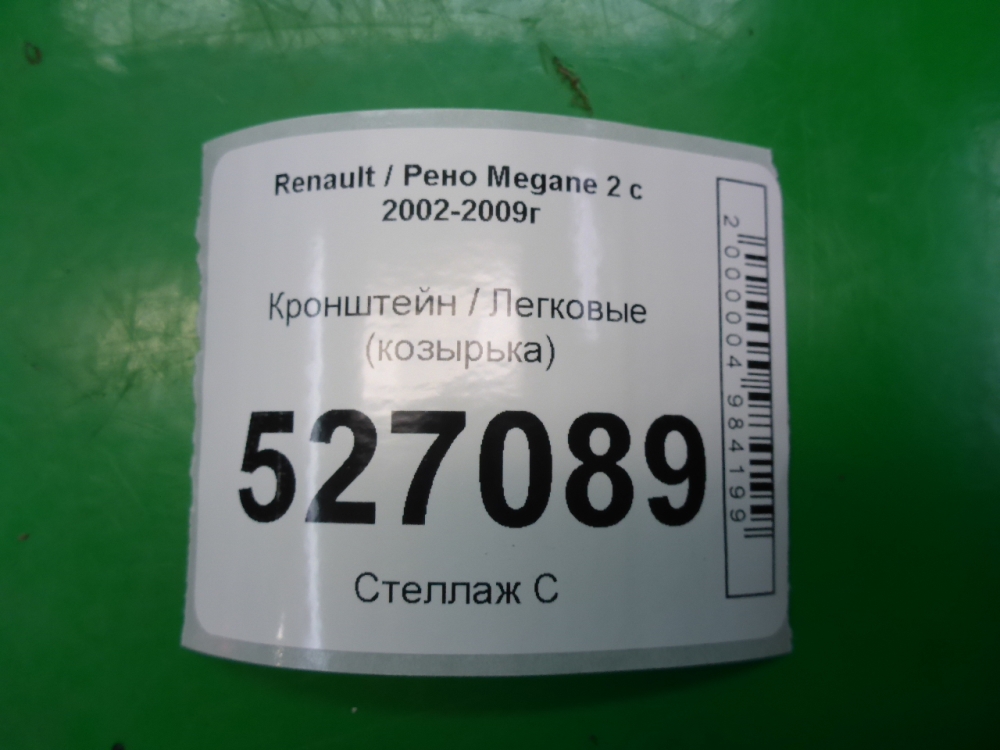 Renault / Рено Megane 2 с
2002-2009г
Кронштейн / Легковые
(козырька)
527089
Стеллаж С
2000004984199